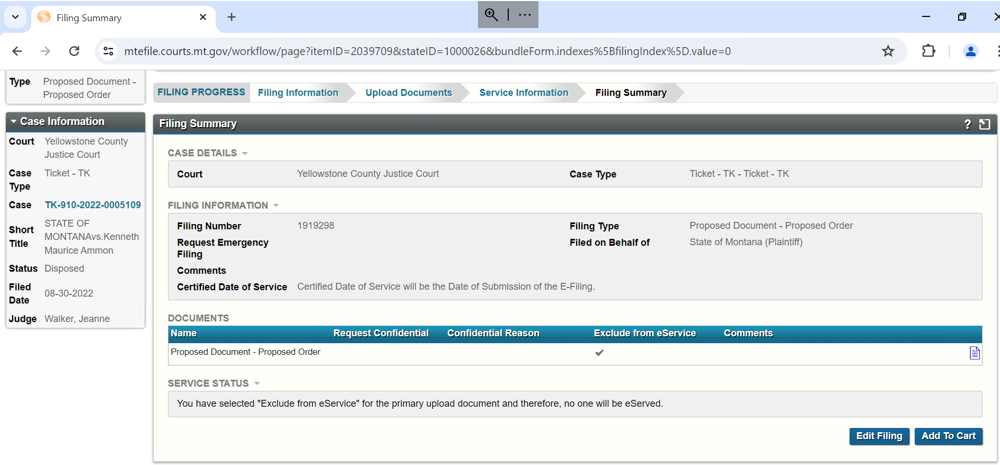 Filing Summary
mtefile.courts.mt.gov/workflow/page?itemID=2039709&stateID=1000026&bundleForm.indexes%5BfilingIndex%5D.value=0
Type Proposed Document -
Proposed Order
FILING PROGRESS Filing Information Upload Documents Service Information Filing Summary
Case Information
Court Yellowstone County
Justice Court
Case Ticket - TK
Type
Case TK-910-2022-0005109
Short STATE OF
Title MONTANAvs.Kenneth
Maurice Ammon
Status Disposed
Filed 08-30-2022
Date
Judge Walker, Jeanne
Filing Summary ?
CASE DETAILS
Court Yellowstone County Justice Court Case Type Ticket - TK - Ticket - TK
FILING INFORMATION
Filing Number 1919298 Filing Type Proposed Document - Proposed Order
Request Emergency Filed on Behalf of State of Montana (Plaintiff)
Filing
Comments
Certified Date of Service Certified Date of Service will be the Date of Submission of the E-Filing.
DOCUMENTS
Name Request Confidential Confidential Reason Exclude from eService Comments
Proposed Document - Proposed Order
SERVICE STATUS
You have selected "Exclude from eService" for the primary upload document and therefore, no one will be eServed.
Edit Filing Add To Cart